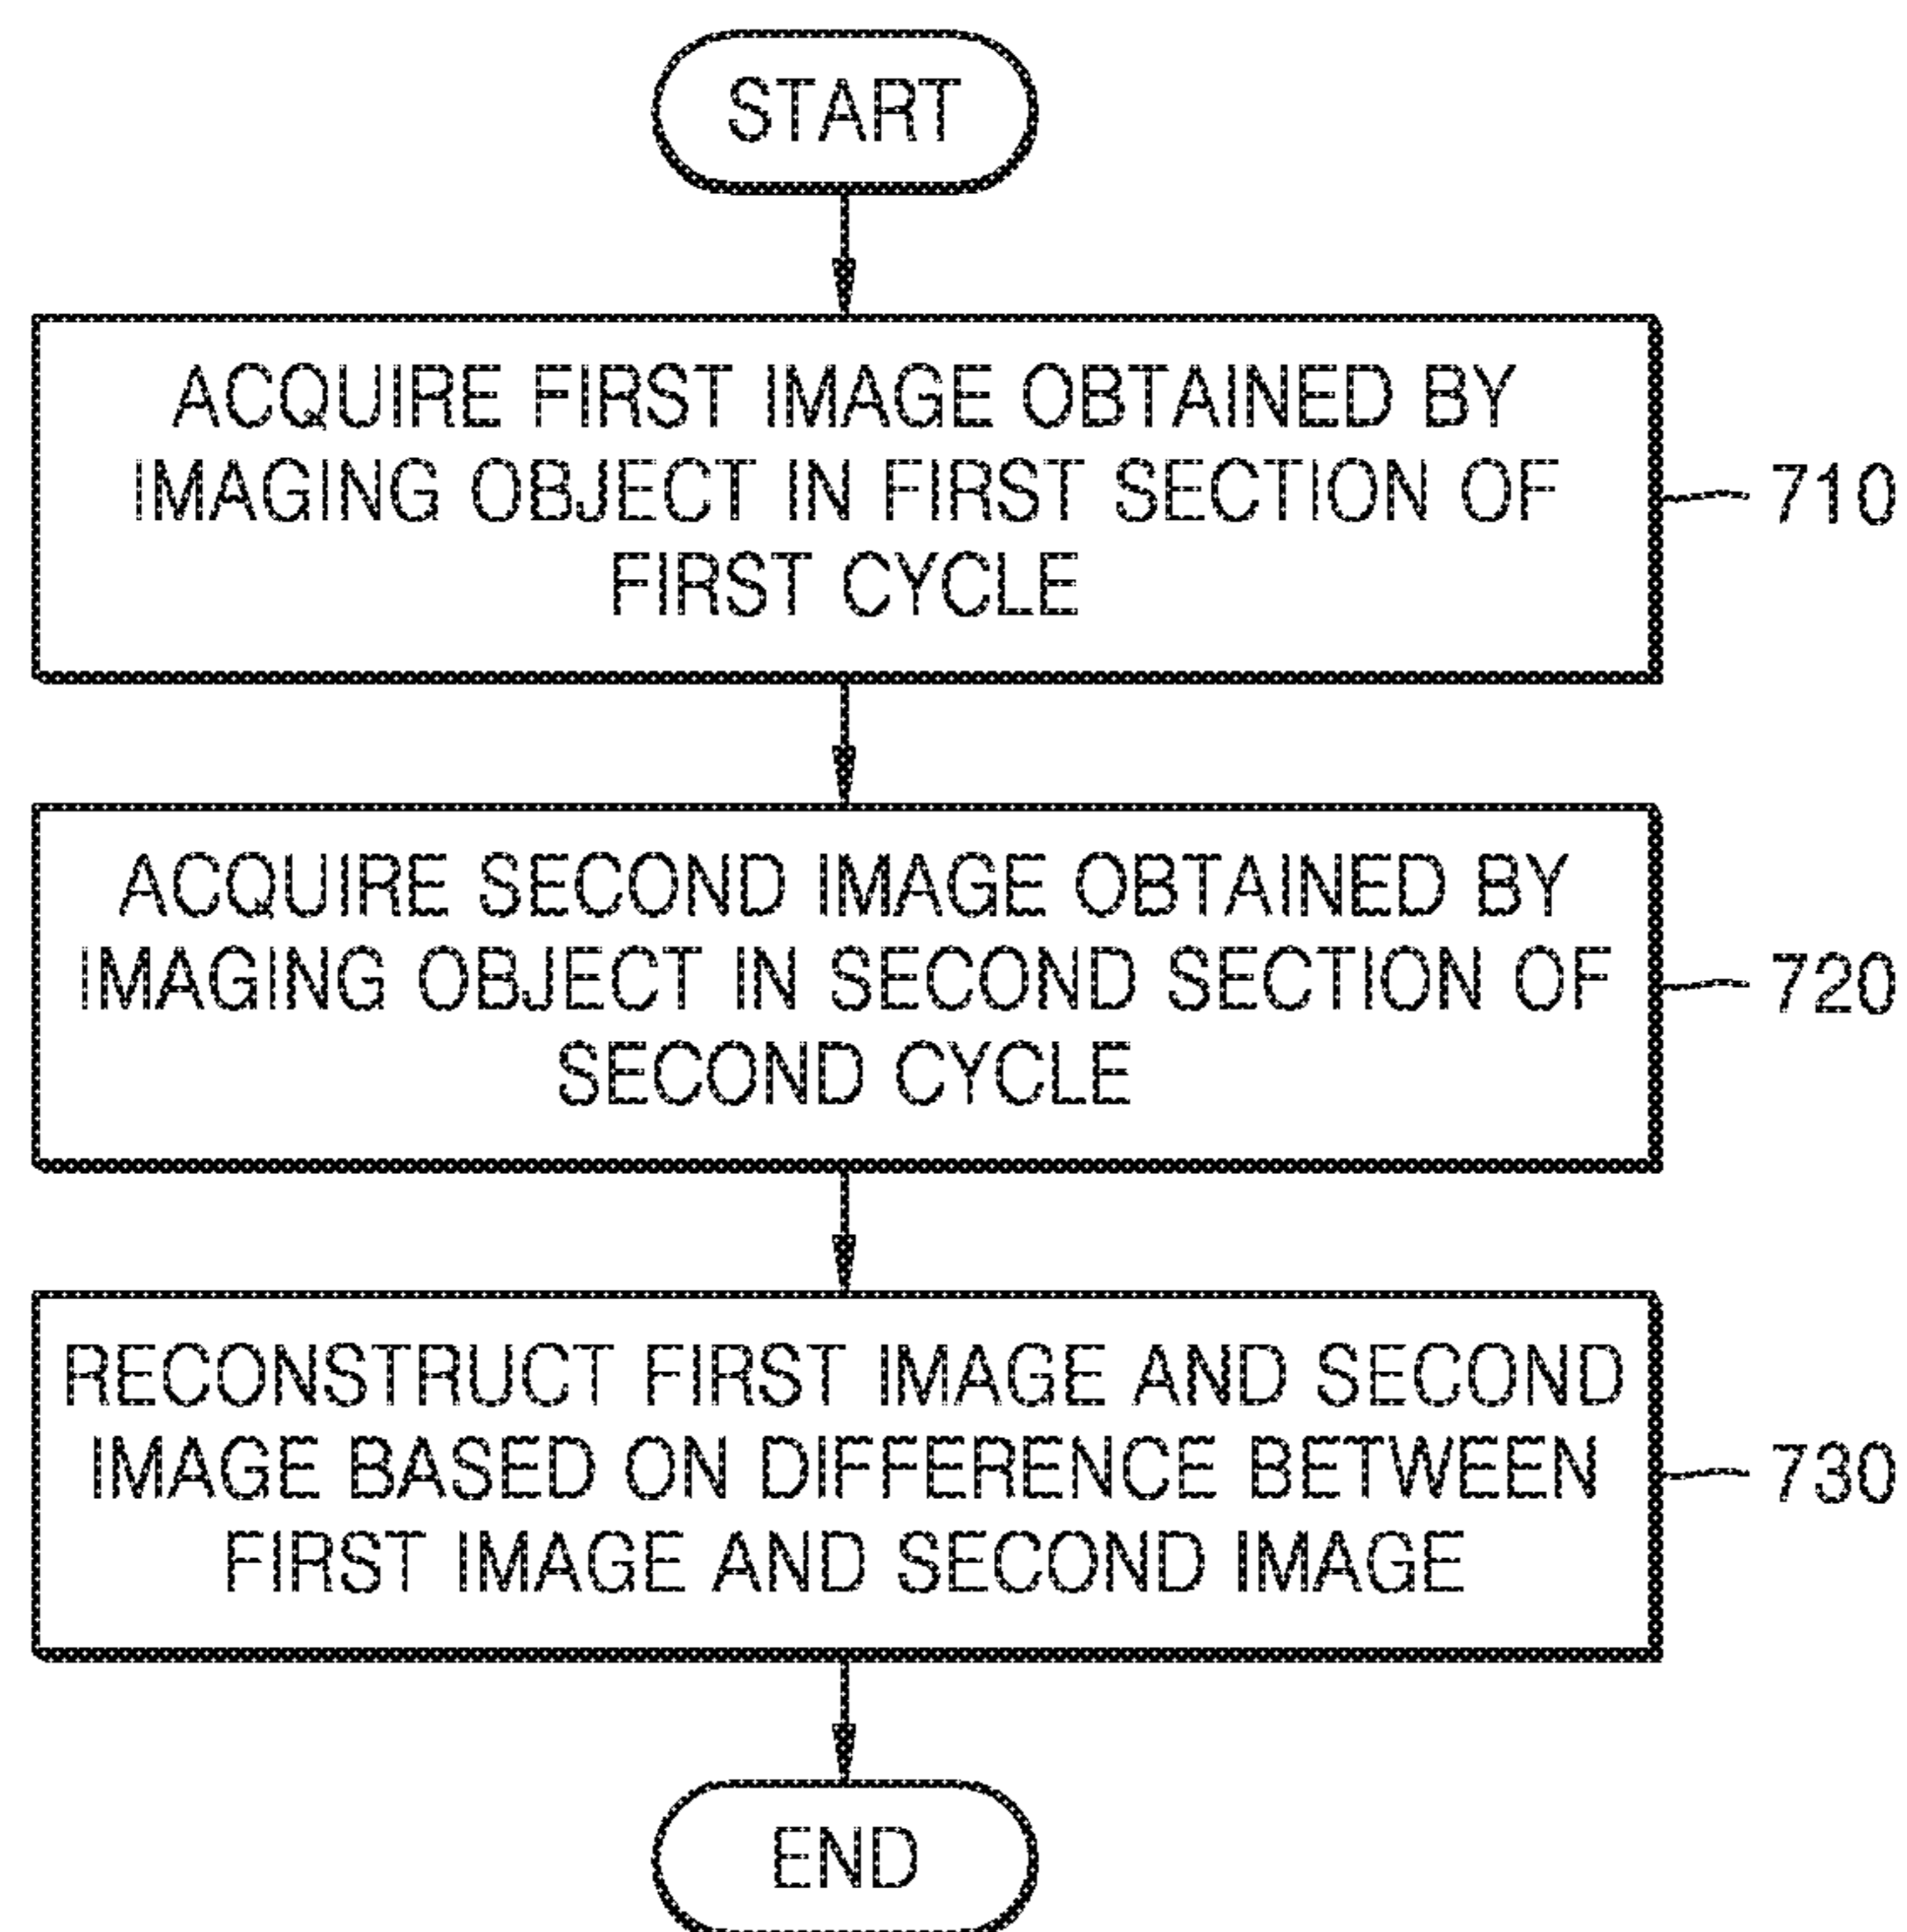 START
ACQUIRE FIRST IMAGE OBTAINED BY
IMAGING OBJECT IN FIRST SECTION OF
FIRST CYCLE
710
ACQUIRE SECOND IMAGE OBTAINED BY
IMAGING OBJECT IN SECOND SECTION OF
SECOND CYCLE
720
RECONSTRUCT FIRST IMAGE AND SECOND
IMAGE BASED ON DIFFERENCE BETWEEN
FIRST IMAGE AND SECOND IMAGE
730
END